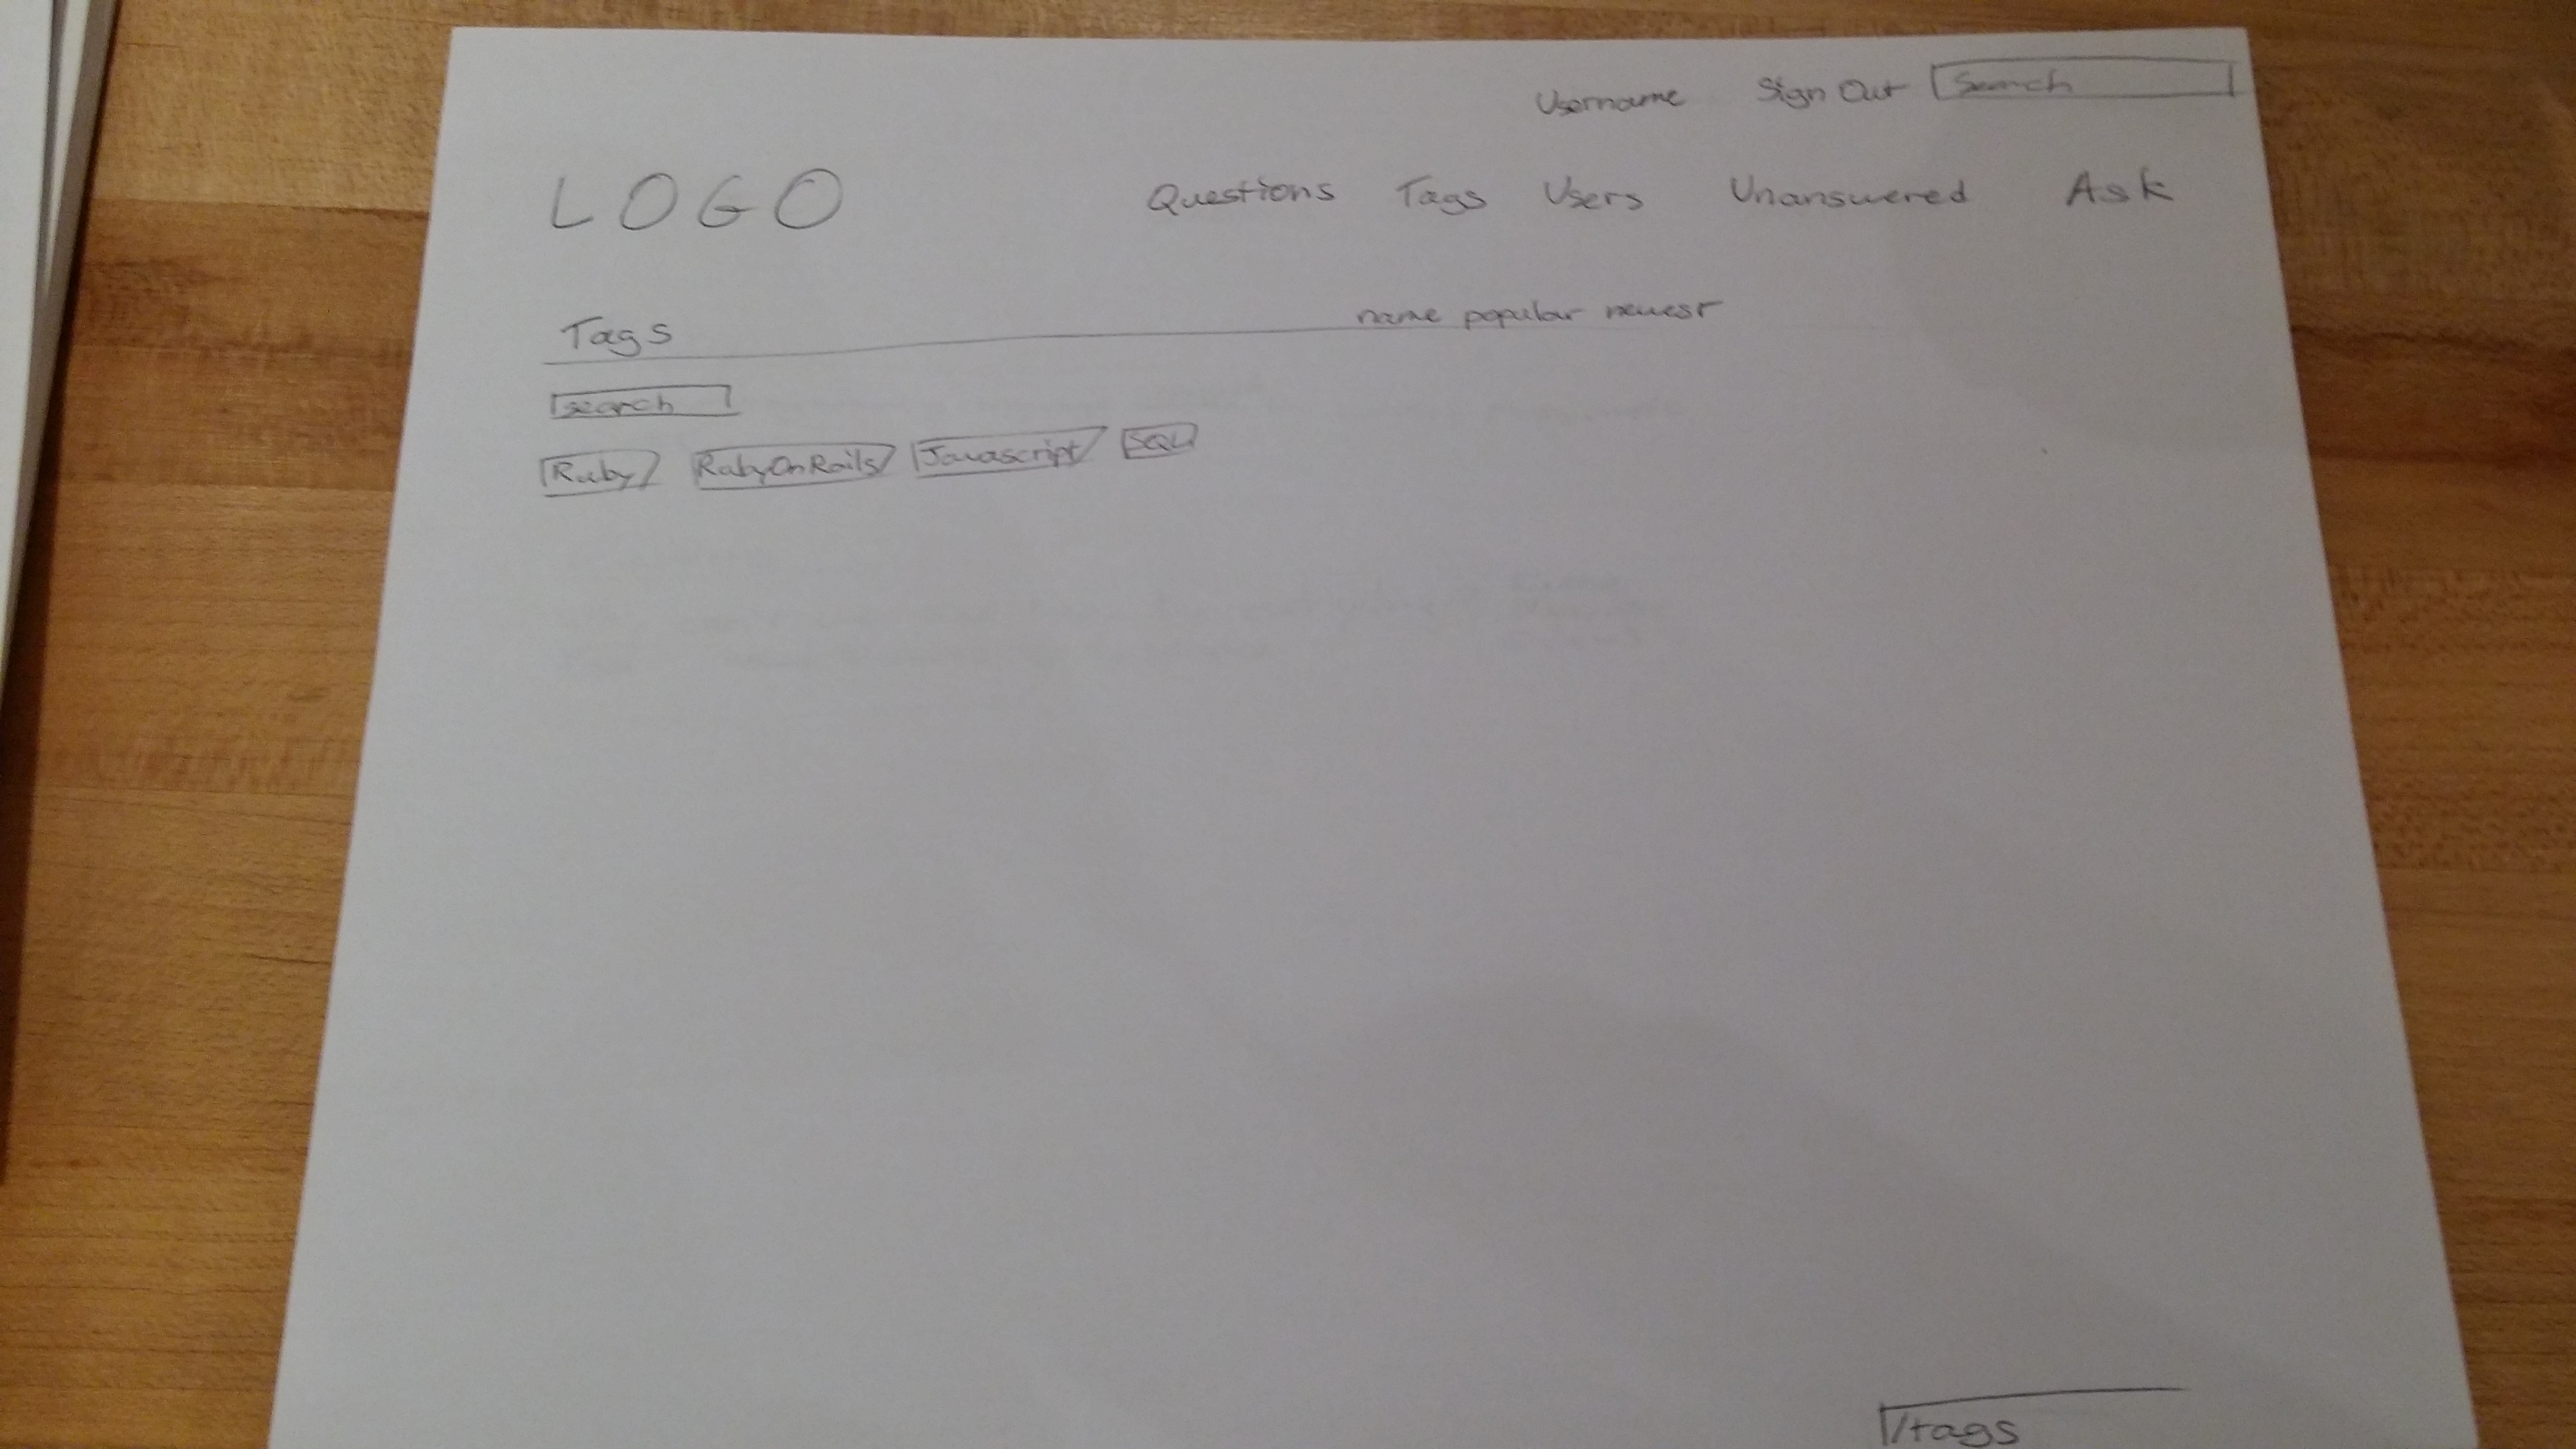 Username Sign Out Search
LOGO Questions Tags Users Unanswered Ask
Tags name popular newest
search
Ruby RubyOnRails Javascript SQL
/tags